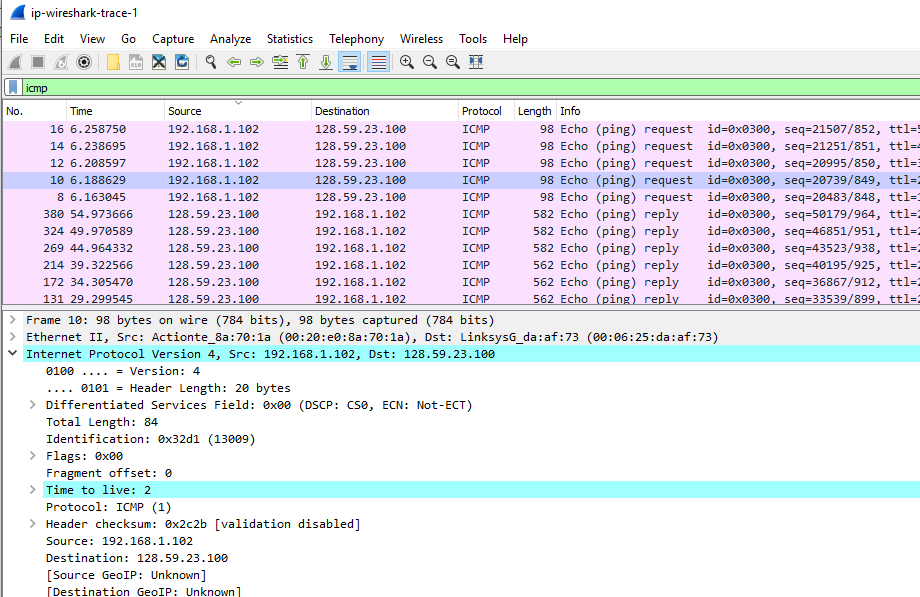 ip-wireshark-trace-1
File Edit View Go Capture Analyze Statistics Telephony Wireless Tools Help
icmp
No. Time Source Destination Protocol Length Info
16 6.258750 192.168.1.102 128.59.23.100 ICMP 98 Echo (ping) request id=0x0300, seq=21507/852, ttl=
14 6.238695 192.168.1.102 128.59.23.100 ICMP 98 Echo (ping) request id=0x0300, seq=21251/851, ttl=
12 6.208597 192.168.1.102 128.59.23.100 ICMP 98 Echo (ping) request id=0x0300, seq=20995/850, ttl=
10 6.188629 192.168.1.102 128.59.23.100 ICMP 98 Echo (ping) request id=0x0300, seq=20739/849, ttl=
8 6.163045 192.168.1.102 128.59.23.100 ICMP 98 Echo (ping) request id=0x0300, seq=20483/848, ttl=
380 54.973666 128.59.23.100 192.168.1.102 ICMP 582 Echo (ping) reply id=0x0300, seq=50179/964, ttl=
324 49.970589 128.59.23.100 192.168.1.102 ICMP 582 Echo (ping) reply id=0x0300, seq=46851/951, ttl=
269 44.964332 128.59.23.100 192.168.1.102 ICMP 582 Echo (ping) reply id=0x0300, seq=43523/938, ttl=
214 39.322566 128.59.23.100 192.168.1.102 ICMP 562 Echo (ping) reply id=0x0300, seq=40195/925, ttl=
172 34.305470 128.59.23.100 192.168.1.102 ICMP 562 Echo (ping) reply id=0x0300, seq=36867/912, ttl=
131 29.299545 128.59.23.100 192.168.1.102 ICMP 562 Echo (ping) reply id=0x0300, seq=33539/899, ttl=
Frame 10: 98 bytes on wire (784 bits), 98 bytes captured (784 bits)
Ethernet II, Src: Actionte_8a:70:1a (00:20:e0:8a:70:1a), Dst: LinksysG_da:af:73 (00:06:25:da:af:73)
Internet Protocol Version 4, Src: 192.168.1.102, Dst: 128.59.23.100
0100 .... = Version: 4
.... 0101 = Header Length: 20 bytes
Differentiated Services Field: 0x00 (DSCP: CS0, ECN: Not-ECT)
Total Length: 84
Identification: 0x32d1 (13009)
Flags: 0x00
Fragment offset: 0
Time to live: 2
Protocol: ICMP (1)
Header checksum: 0x2c2b [validation disabled]
Source: 192.168.1.102
Destination: 128.59.23.100
[Source GeoIP: Unknown]
[Destination GeoIP: Unknown]